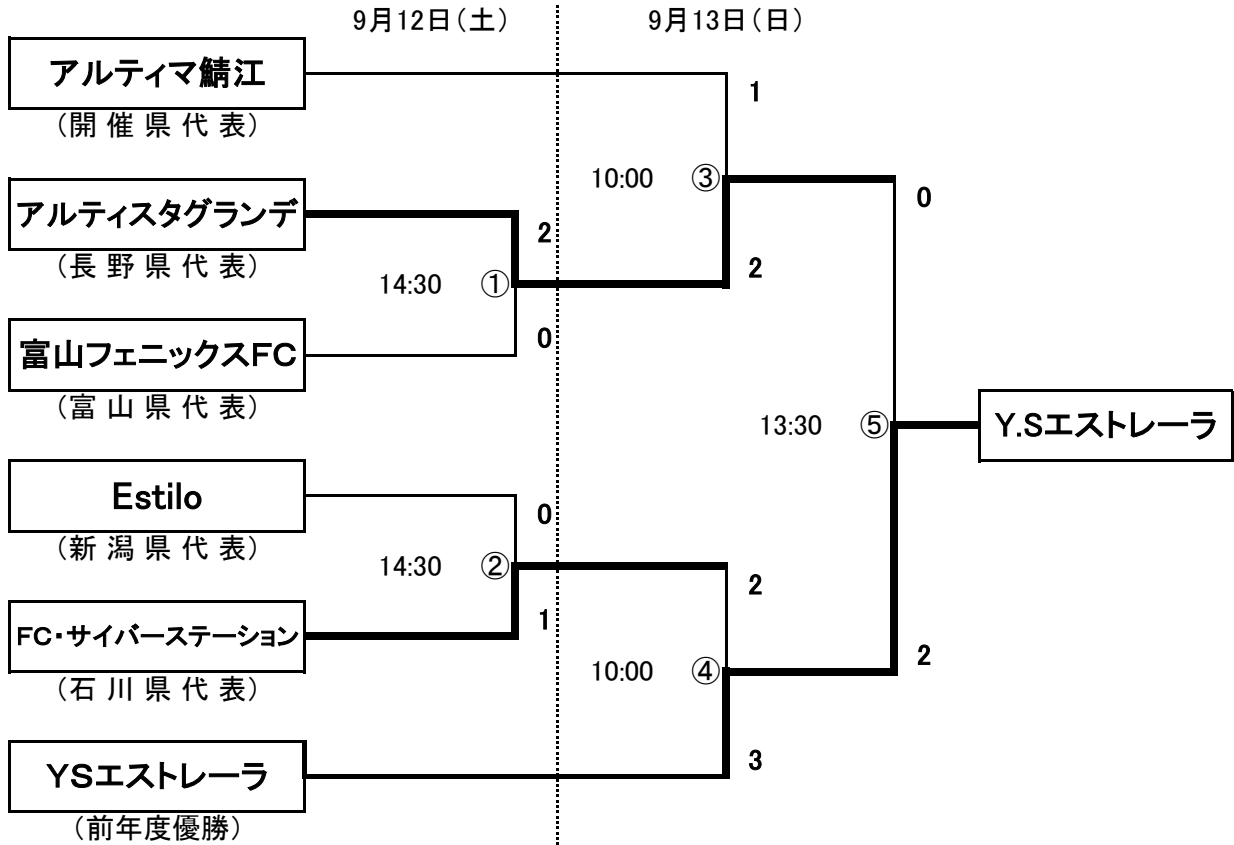 9月12日（土）
9月13日（日）
アルティマ鯖江
（開 催 県 代 表）
1
10:00 ③
0
アルティスタグランデ
（長 野 県 代 表）
2
2
14:30 ①
0
富山フェニックスFC
（富 山 県 代 表）
13:30 ⑤
Y.Sエストレーラ
Estilo
（新 潟 県 代 表）
0
14:30 ②
2
1
FC・サイバーステーション
（石 川 県 代 表）
10:00 ④
2
YSエストレーラ
（前年度優勝）
3